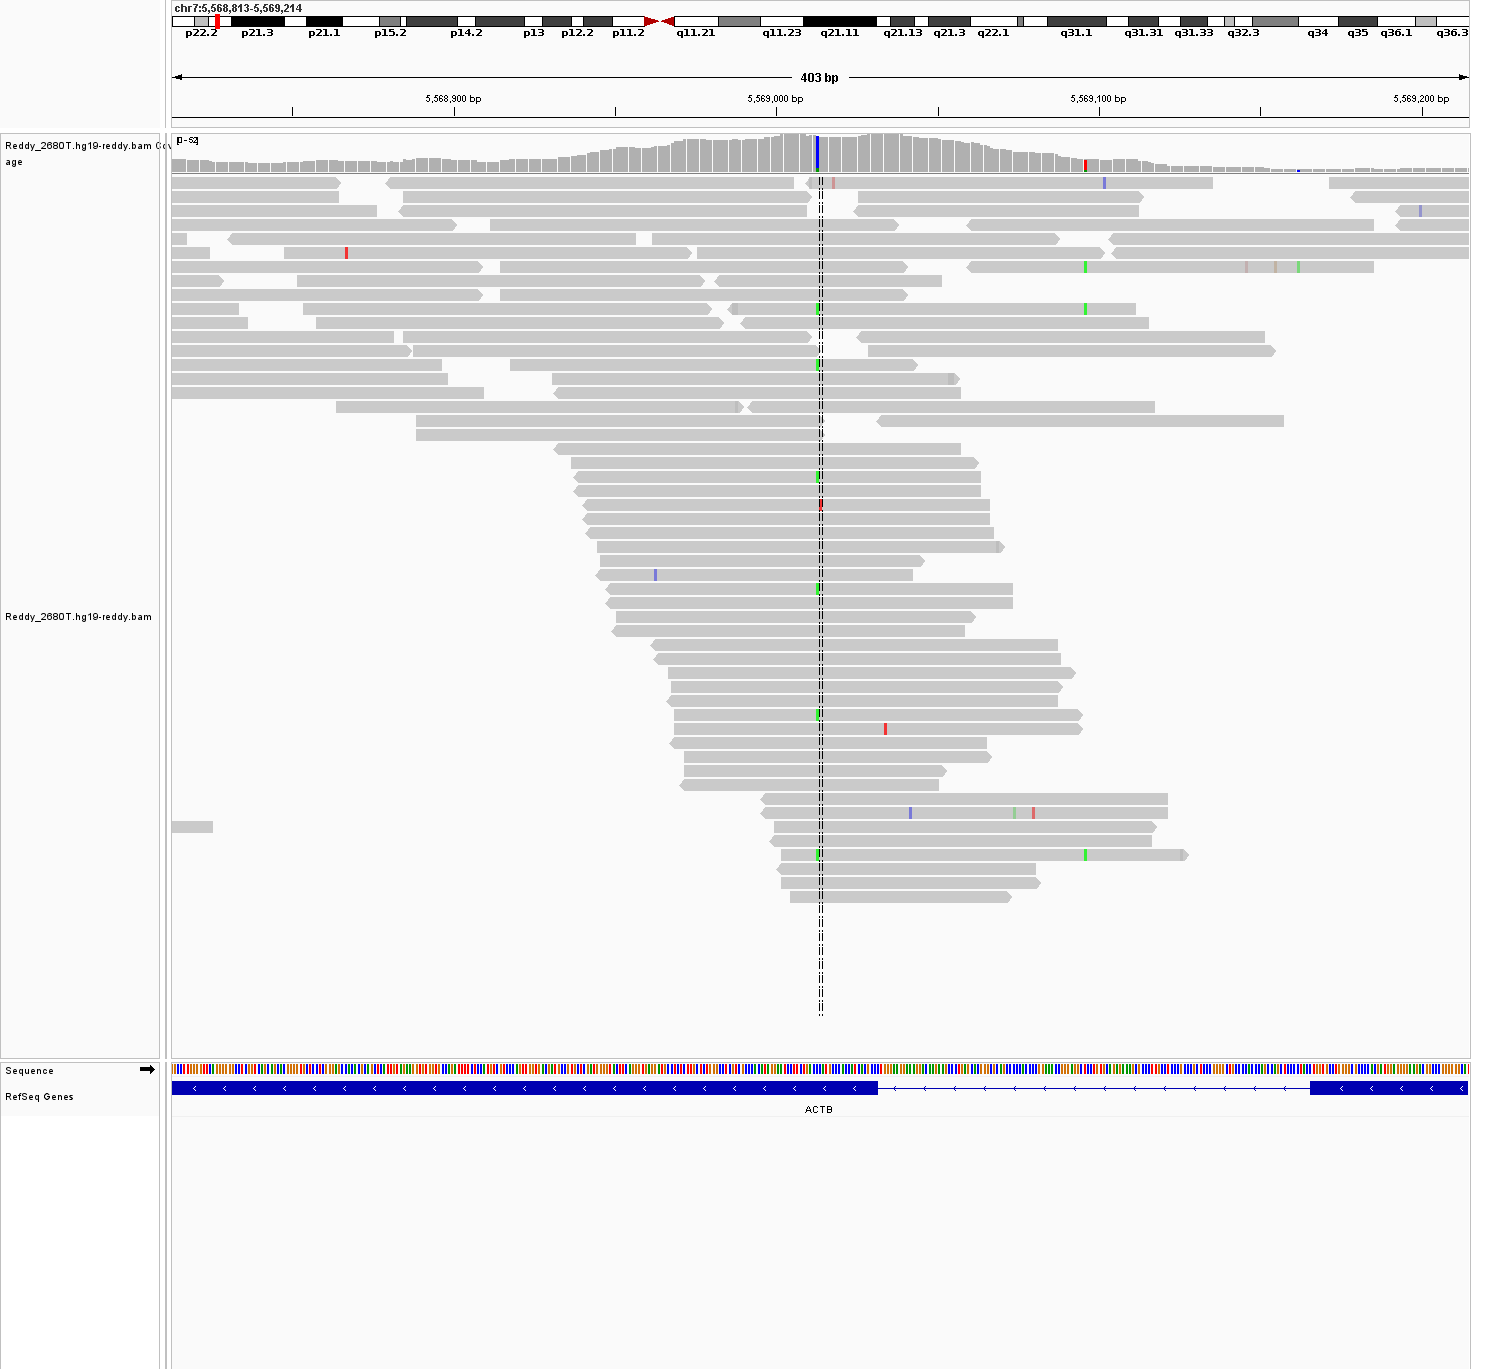 chr7:5,568,813-5,569,214
p22.2 p21.3 p21.1 p15.2 p14.2 p13 p12.2 p11.2 q11.21 q11.23 q21.11 q21.13 q21.3 q22.1 q31.1 q31.31 q31.33 q32.3 q34 q35 q36.1 q36.3
403 bp
5,568,900 bp 5,569,000 bp 5,569,100 bp 5,569,200 bp
[0-52]
Reddy_2680T.hg19-reddy.bam Cov
age
Reddy_2680T.hg19-reddy.bam
Sequence
RefSeq Genes
ACTB